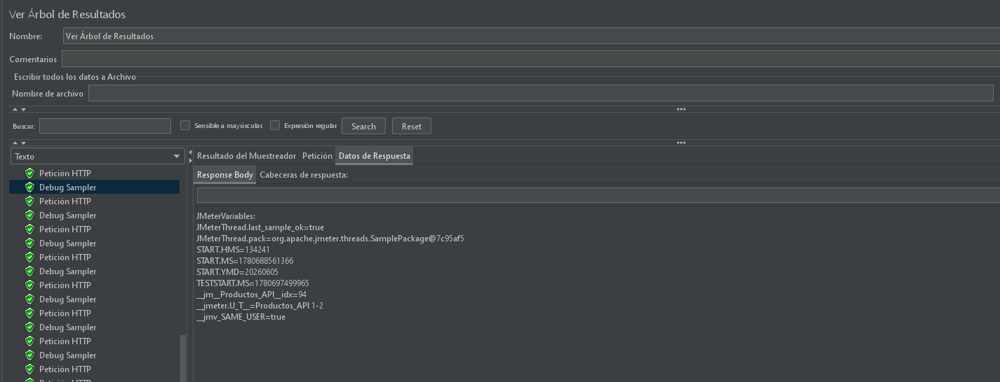 Ver Árbol de Resultados
Nombre: Ver Árbol de Resultados
Comentarios
Escribir todos los datos a Archivo
Nombre de archivo
Buscar: Sensible a mayúsculas Expresión regular Search Reset
Texto
Petición HTTP
Debug Sampler
Petición HTTP
Debug Sampler
Petición HTTP
Debug Sampler
Petición HTTP
Debug Sampler
Petición HTTP
Debug Sampler
Petición HTTP
Debug Sampler
Petición HTTP
Debug Sampler
Petición HTTP
Petición HTTP
Resultado del Muestreador Petición Datos de Respuesta
Response Body Cabeceras de respuesta:
JMeterVariables:
JMeterThread.last_sample_ok=true
JMeterThread.pack=org.apache.jmeter.threads.SamplePackage@7c95af5
START.HMS=134241
START.MS=1780688561366
START.YMD=20260605
TESTSTART.MS=1780697499965
__jm__Productos_API__idx=94
__jmeter.U_T__=Productos_API 1-2
__jmv_SAME_USER=true